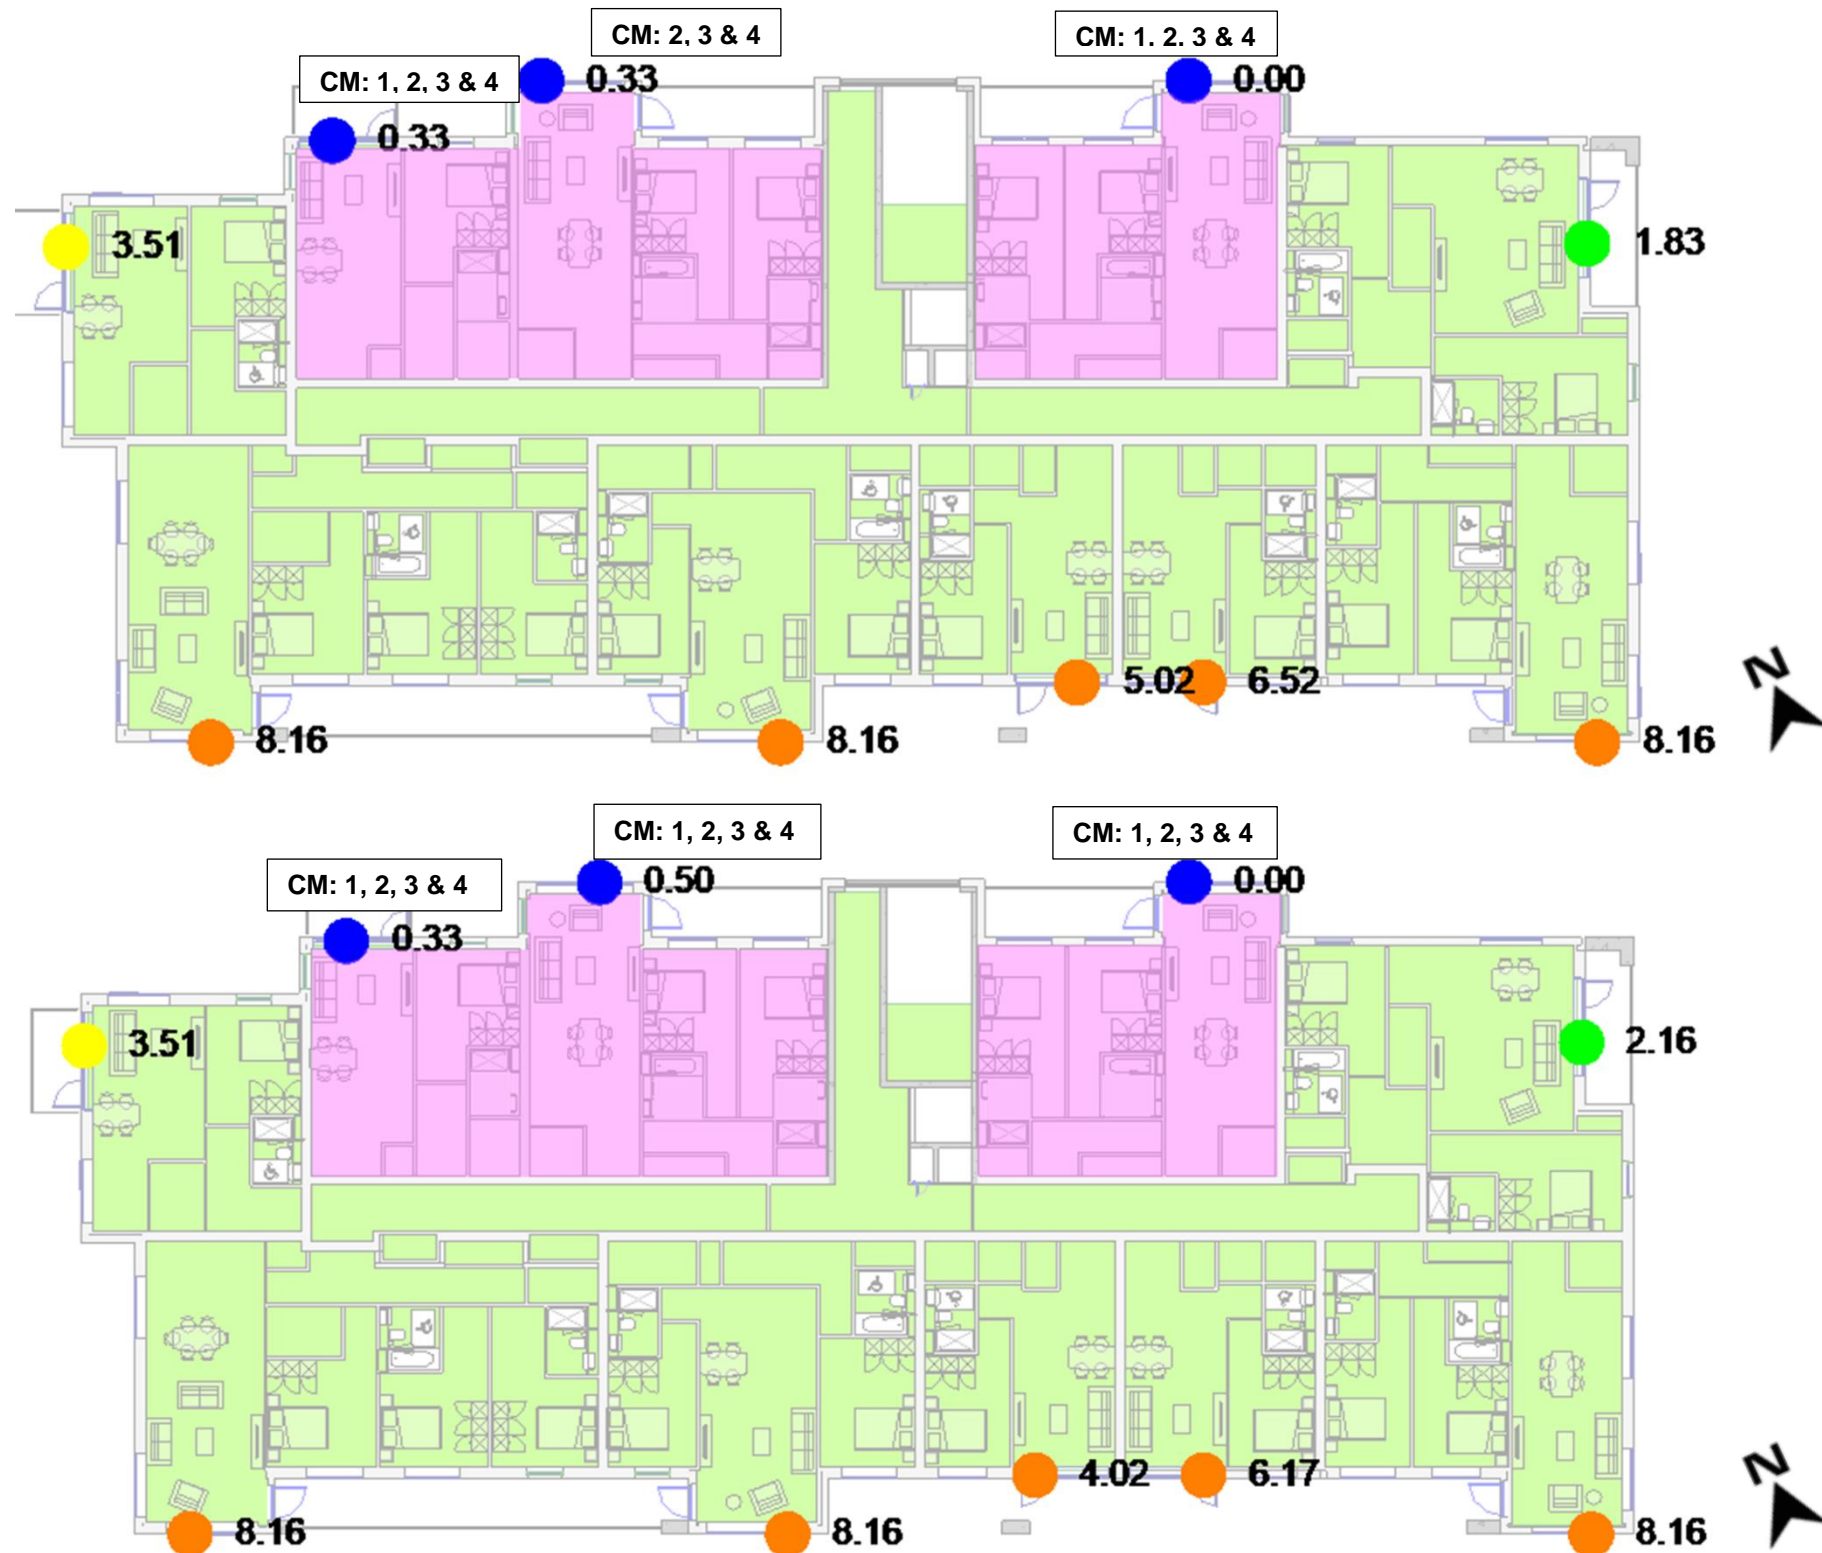 CM: 2, 3 & 4
CM: 1. 2. 3 & 4
CM: 1, 2, 3 & 4
0.33
0.00
0.33
3.51
1.83
5.02
6.52
N
8.16
8.16
8.16
CM: 1, 2, 3 & 4
CM: 1, 2, 3 & 4
CM: 1, 2, 3 & 4
0.50
0.00
0.33
3.51
2.16
4.02
6.17
N
8.16
8.16
8.16